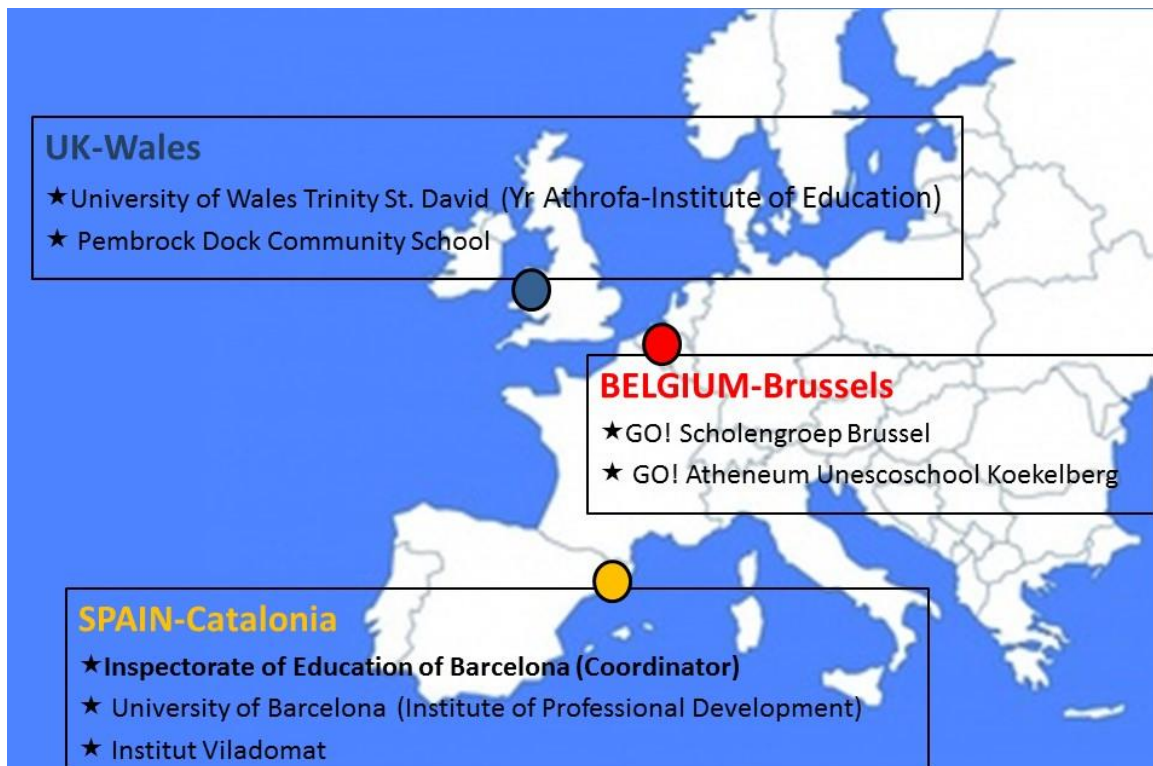 UK-Wales
★University of Wales Trinity St. David (Yr Athrofa-Institute of Education)
★ Pembrock Dock Community School
BELGIUM-Brussels
★GO! Scholengroep Brussel
★ GO! Atheneum Unescoschool Koekelberg
SPAIN-Catalonia
★Inspectorate of Education of Barcelona (Coordinator)
★ University of Barcelona (Institute of Professional Development)
★ Institut Viladomat